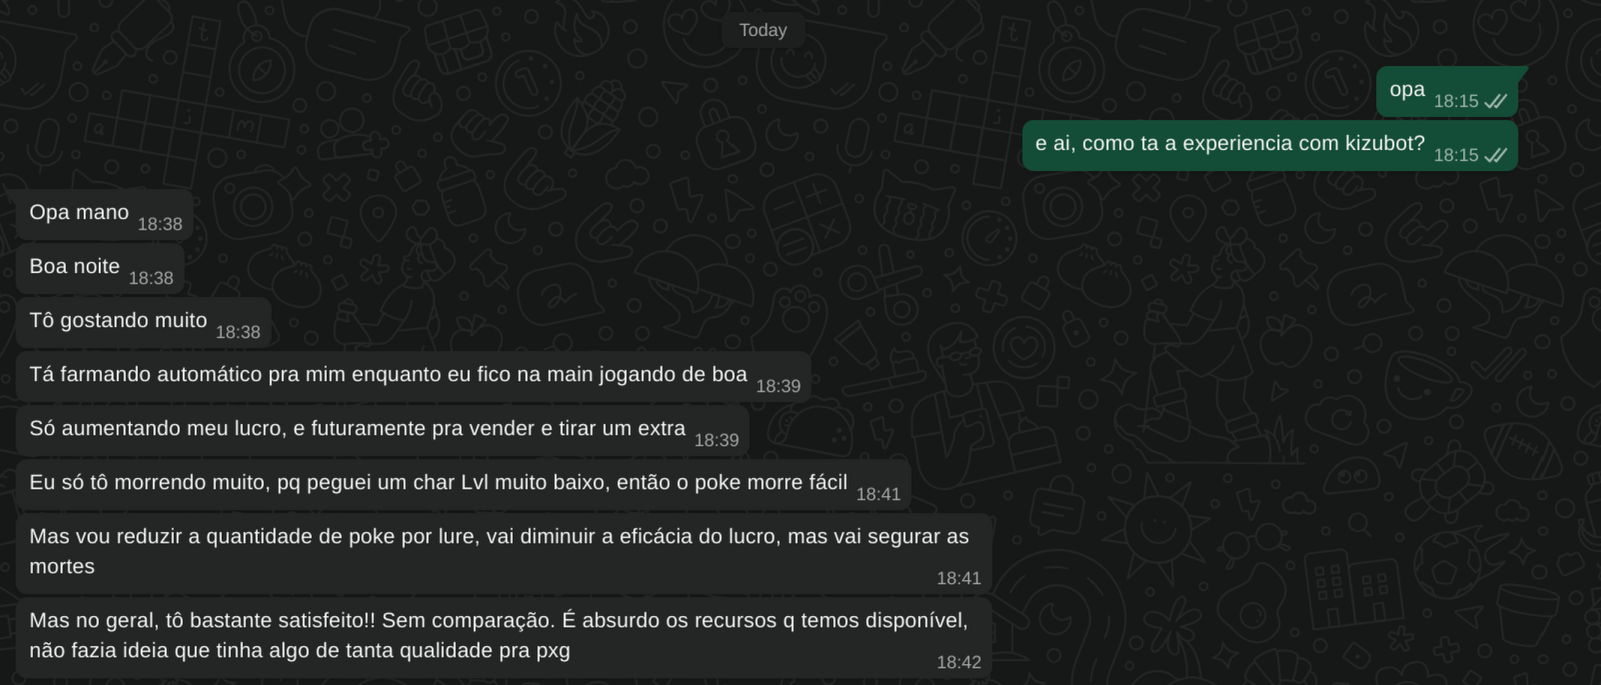 Today
opa 18:15
e ai, como ta a experiencia com kizubot? 18:15
Opa mano 18:38
Boa noite 18:38
Tô gostando muito 18:38
Tá farmando automático pra mim enquanto eu fico na main jogando de boa 18:39
Só aumentando meu lucro, e futuramente pra vender e tirar um extra 18:39
Eu só tô morrendo muito, pq peguei um char Lvl muito baixo, então o poke morre fácil 18:41
Mas vou reduzir a quantidade de poke por lure, vai diminuir a eficácia do lucro, mas vai segurar as
mortes 18:41
Mas no geral, tô bastante satisfeito!! Sem comparação. É absurdo os recursos q temos disponível,
não fazia ideia que tinha algo de tanta qualidade pra pxg 18:42